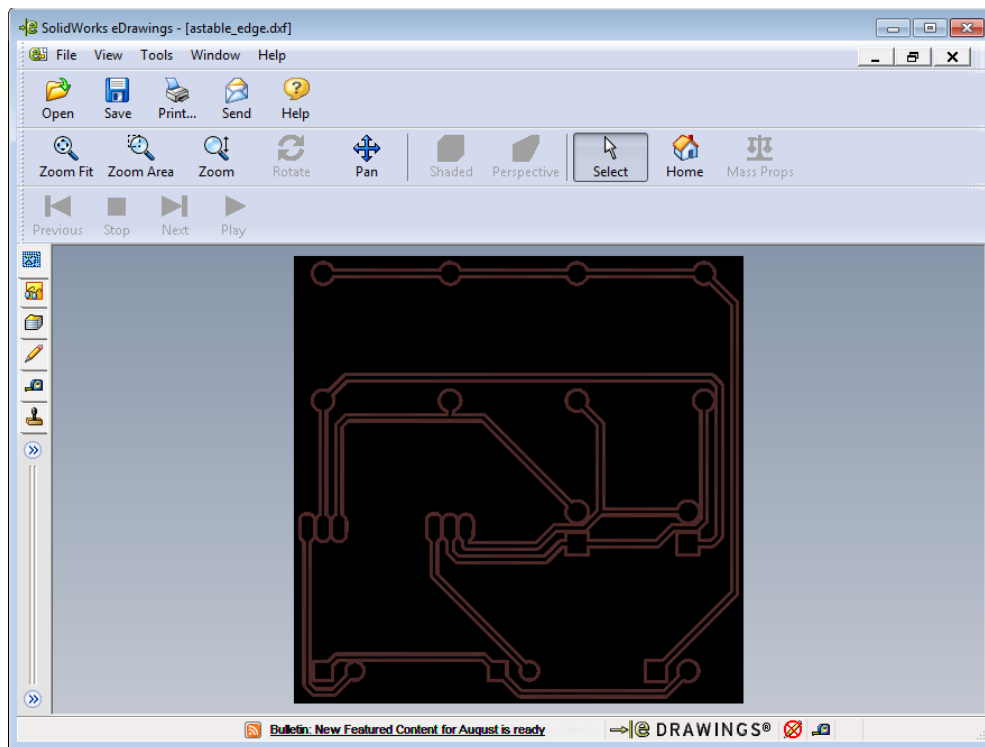 SolidWorks eDrawings - [astable_edge.dxf]
File View Tools Window Help
Open Save Print... Send Help
Zoom Fit Zoom Area Zoom Rotate Pan Shaded Perspective Select Home Mass Props
Previous Stop Next Play
Bulletin: New Featured Content for August is ready
e DRAWINGS®